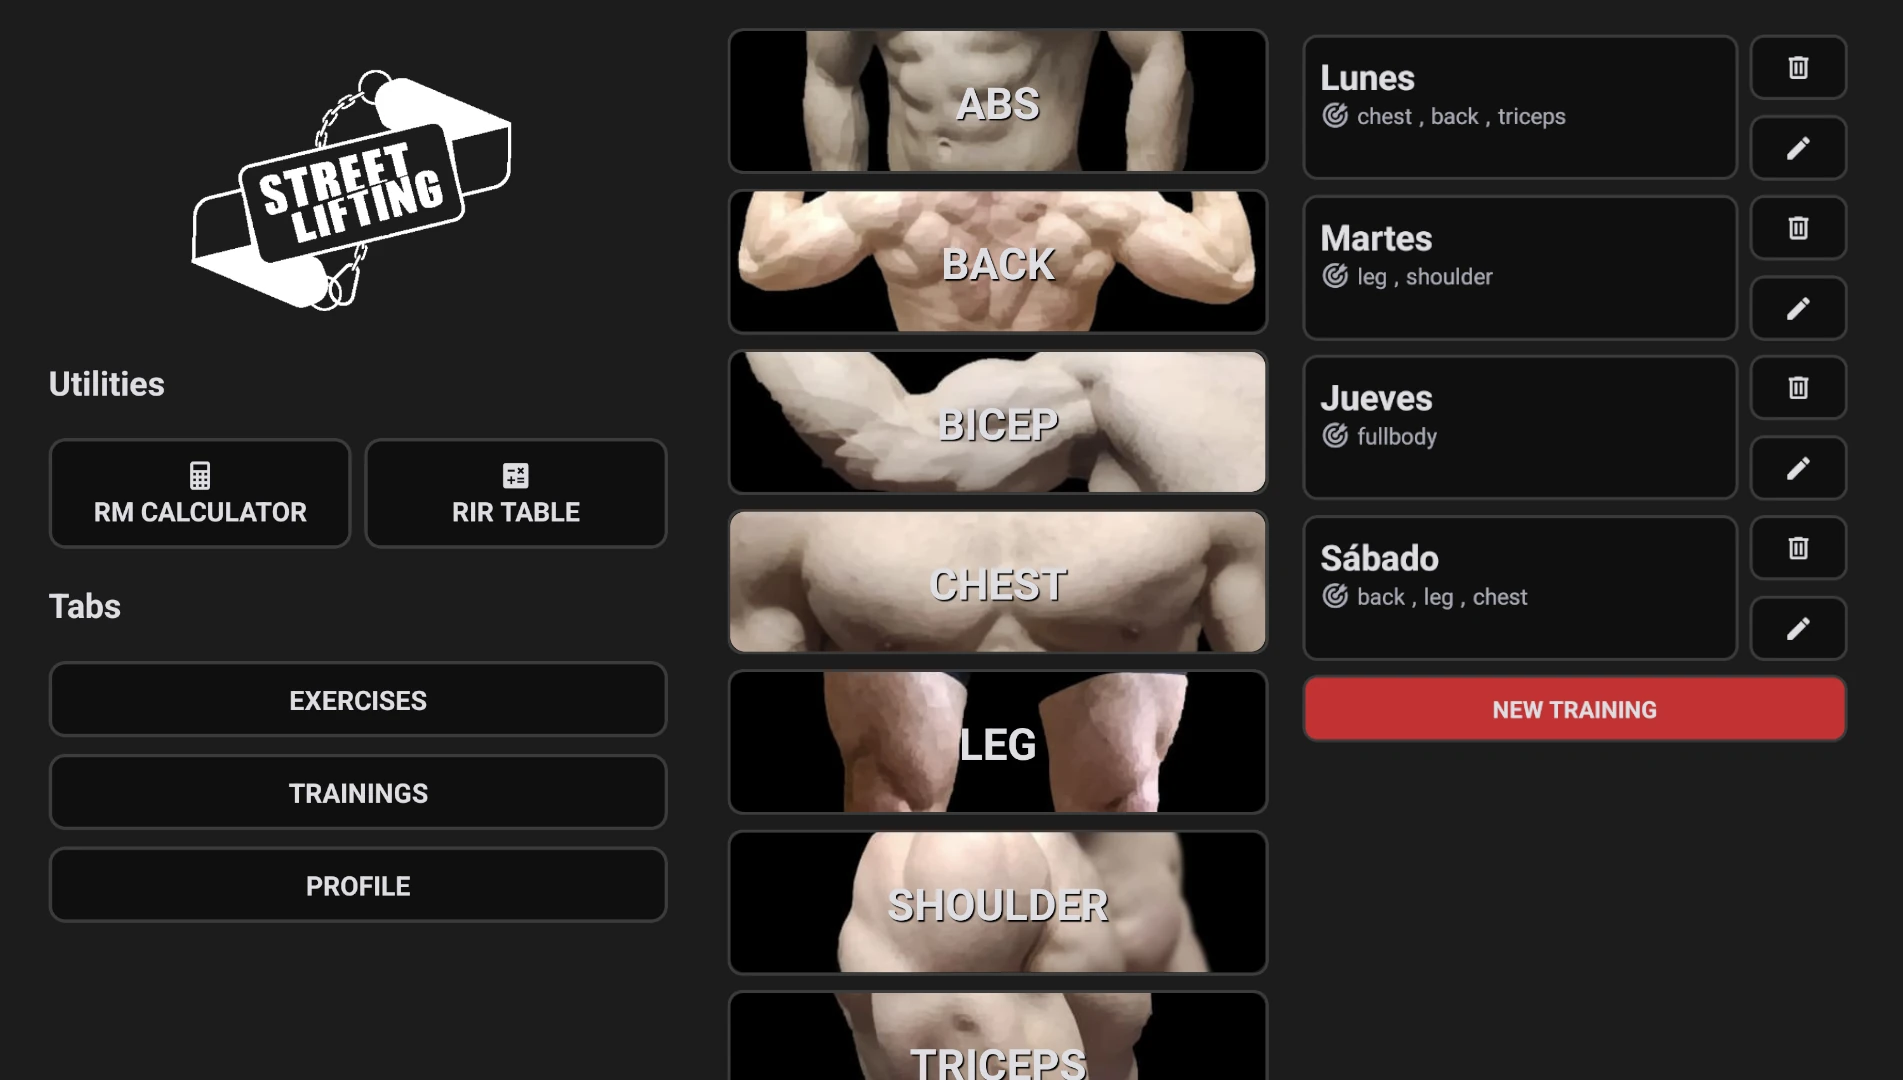 STREET
LIFTING
Utilities
RM CALCULATOR
RIR TABLE
Tabs
EXERCISES
TRAININGS
PROFILE
ABS
BACK
BICEP
CHEST
LEG
SHOULDER
TRICEPS
Lunes
chest , back , triceps
Martes
leg , shoulder
Jueves
fullbody
Sábado
back , leg , chest
NEW TRAINING